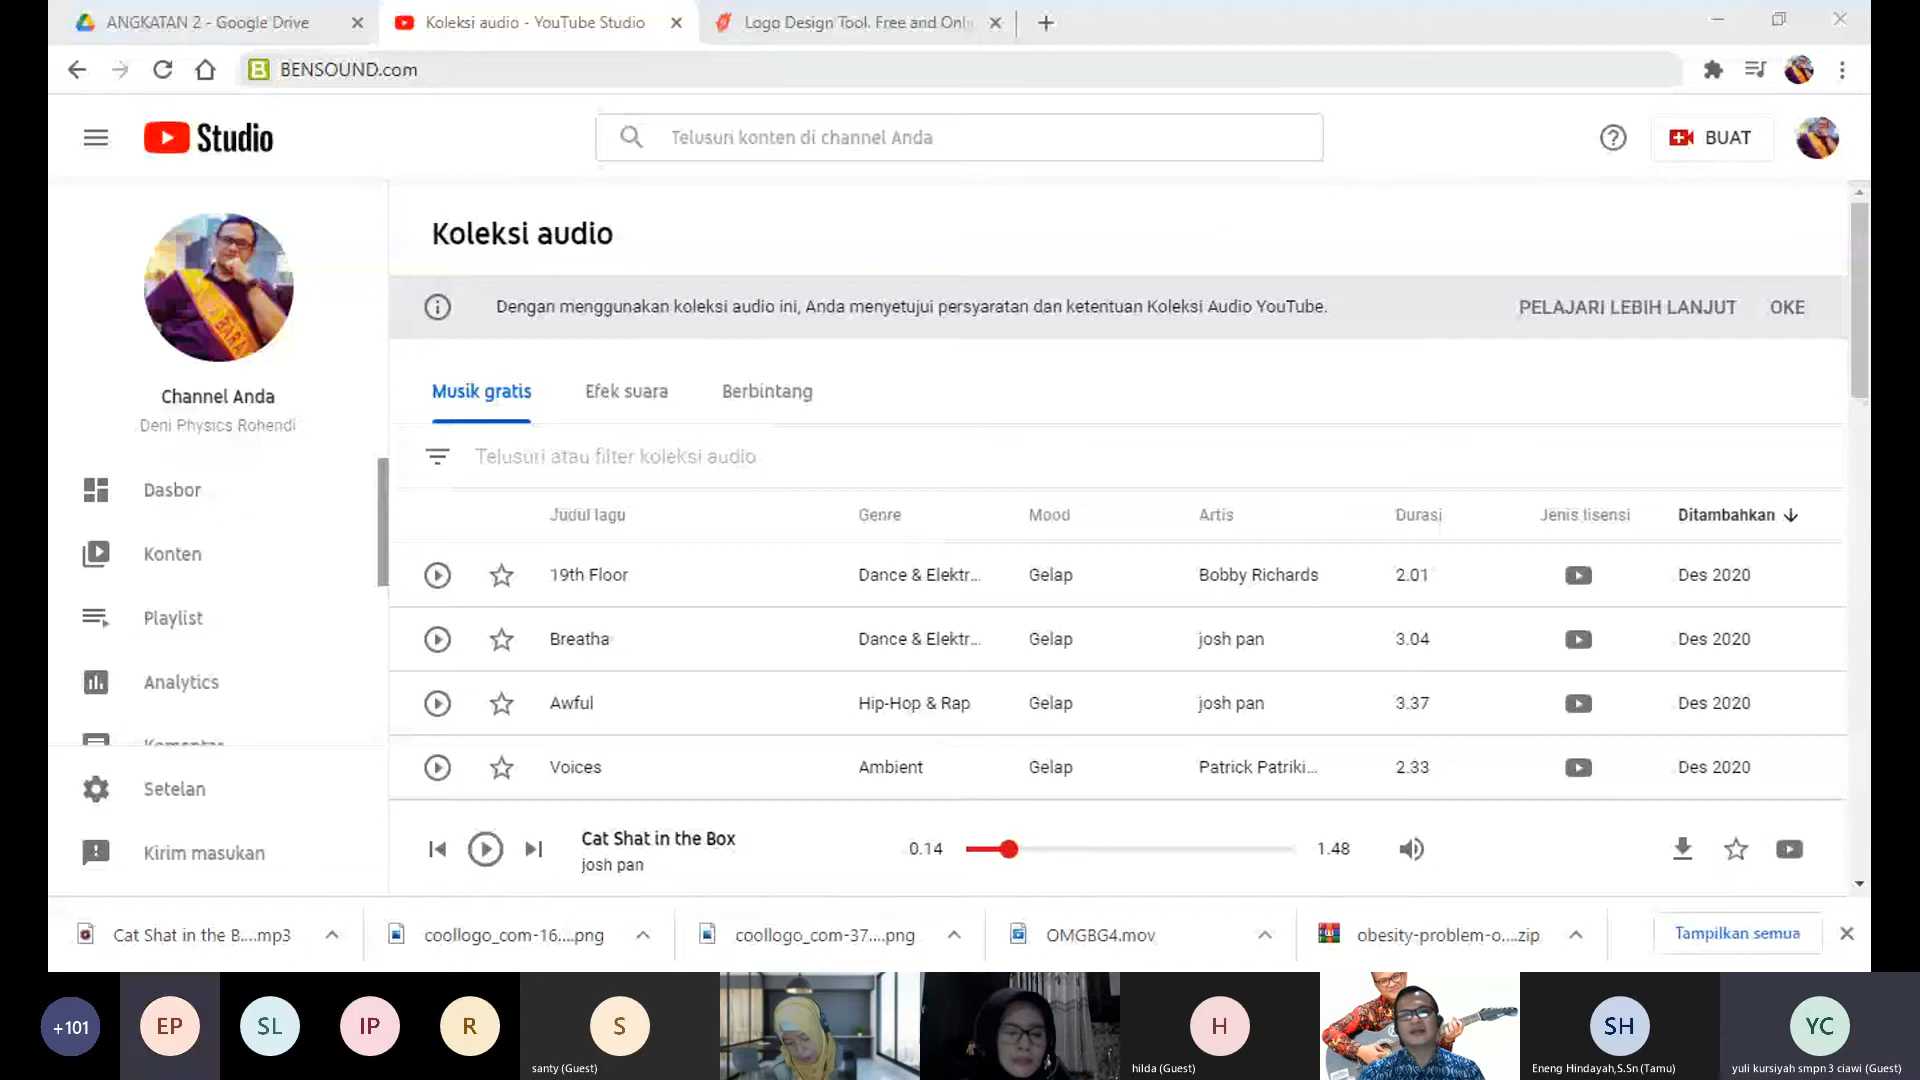 ANGKATAN 2 - Google Drive
Koleksi audio - YouTube Studio
Logo Design Tool. Free and Onli
BENSOUND.com
Studio
Telusuri konten di channel Anda
BUAT
Koleksi audio
Dengan menggunakan koleksi audio ini, Anda menyetujui persyaratan dan ketentuan Koleksi Audio YouTube.
PELAJARI LEBIH LANJUT
OKE
Channel Anda
Deni Physics Rohendi
Dasbor
Konten
Playlist
Analytics
Komentar
Setelan
Kirim masukan
Musik gratis
Efek suara
Berbintang
Telusuri atau filter koleksi audio
Judul lagu Genre Mood Artis Durasi Jenis lisensi Ditambahkan
19th Floor Dance & Elektr... Gelap Bobby Richards 2.01 Des 2020
Breatha Dance & Elektr... Gelap josh pan 3.04 Des 2020
Awful Hip-Hop & Rap Gelap josh pan 3.37 Des 2020
Voices Ambient Gelap Patrick Patriki... 2.33 Des 2020
Cat Shat in the Box
josh pan
0.14
1.48
Cat Shat in the B....mp3
coollogo_com-16....png
coollogo_com-37....png
OMGBG4.mov
obesity-problem-o....zip
Tampilkan semua
+101
EP
SL
IP
R
S
santy (Guest)
H
hilda (Guest)
SH
Eneng Hindayah,S.Sn (Tamu)
YC
yuli kursiyah smpn 3 ciawi (Guest)